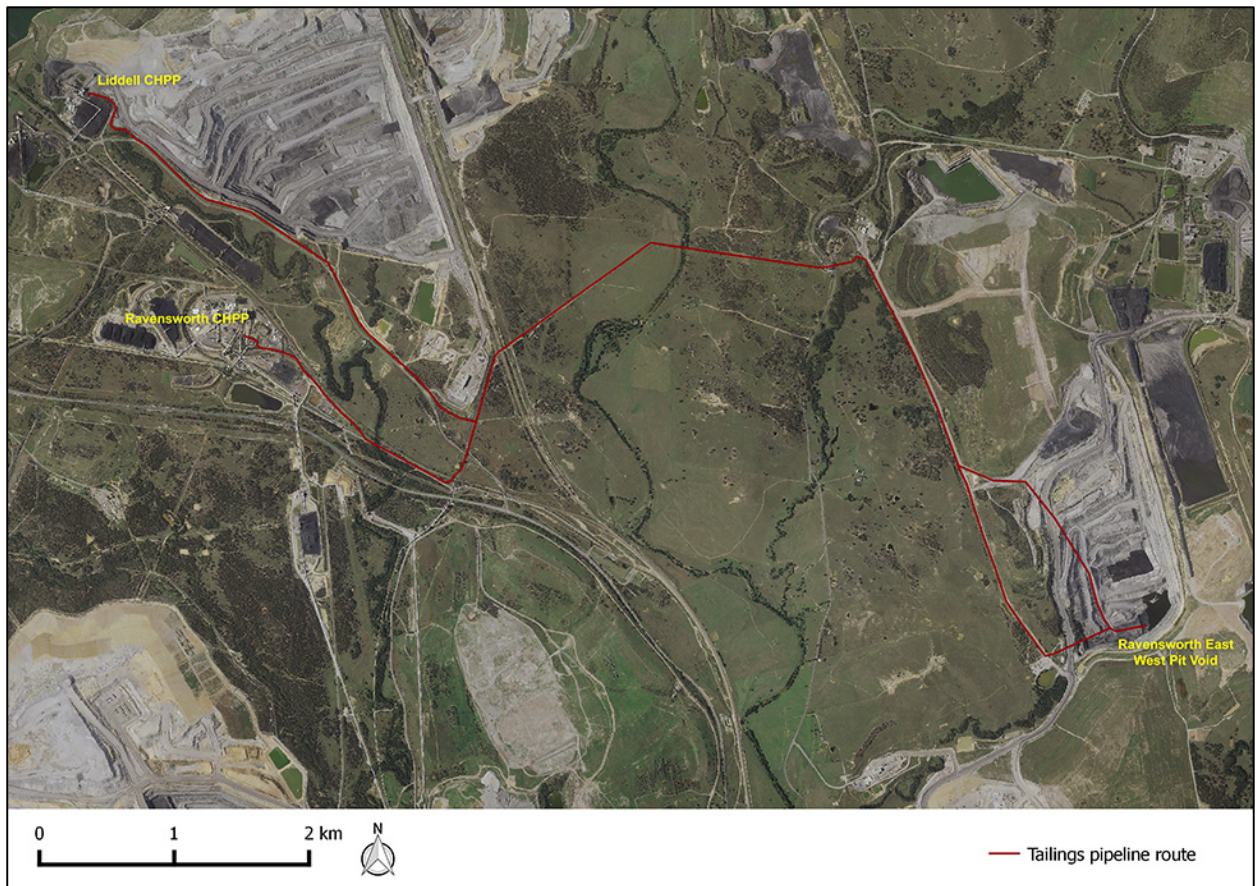 Liddell CHPP
Ravensworth CHPP
Ravensworth East
West Pit Void
0 1 2 km
N
Tailings pipeline route